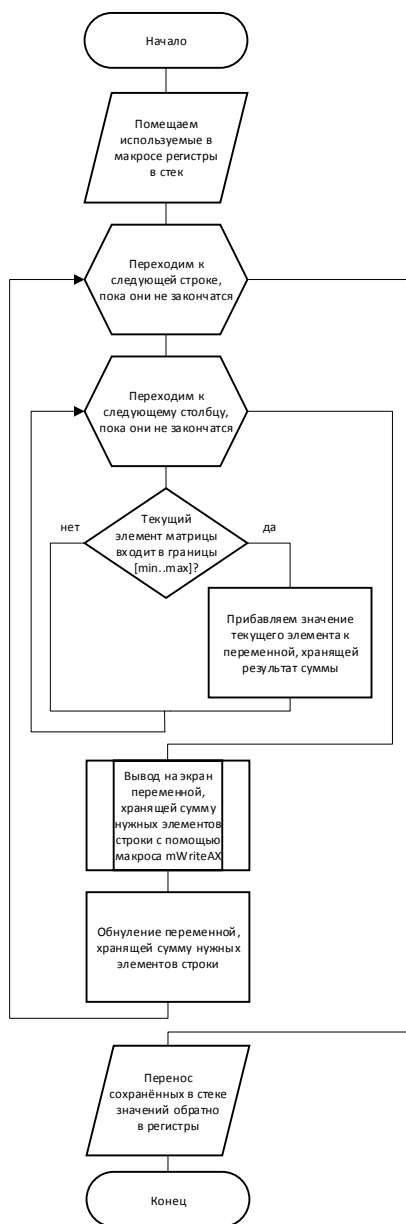 Начало
Помещаем
используемые в
макросе регистры
в стек
Переходим к
следующей строке,
пока они не закончатся
Переходим к
следующему столбцу,
пока они не закончатся
нет
Текущий
элемент матрицы
входит в границы
[min..max]?
да
Прибавляем значение
текущего элемента к
переменной, хранящей
результат суммы
Вывод на экран
переменной,
хранящей сумму
нужных элементов
строки с помощью
макроса mWriteAX
Обнуление переменной,
хранящей сумму нужных
элементов строки
Перенос
сохранённых в стеке
значений обратно
в регистры
Конец